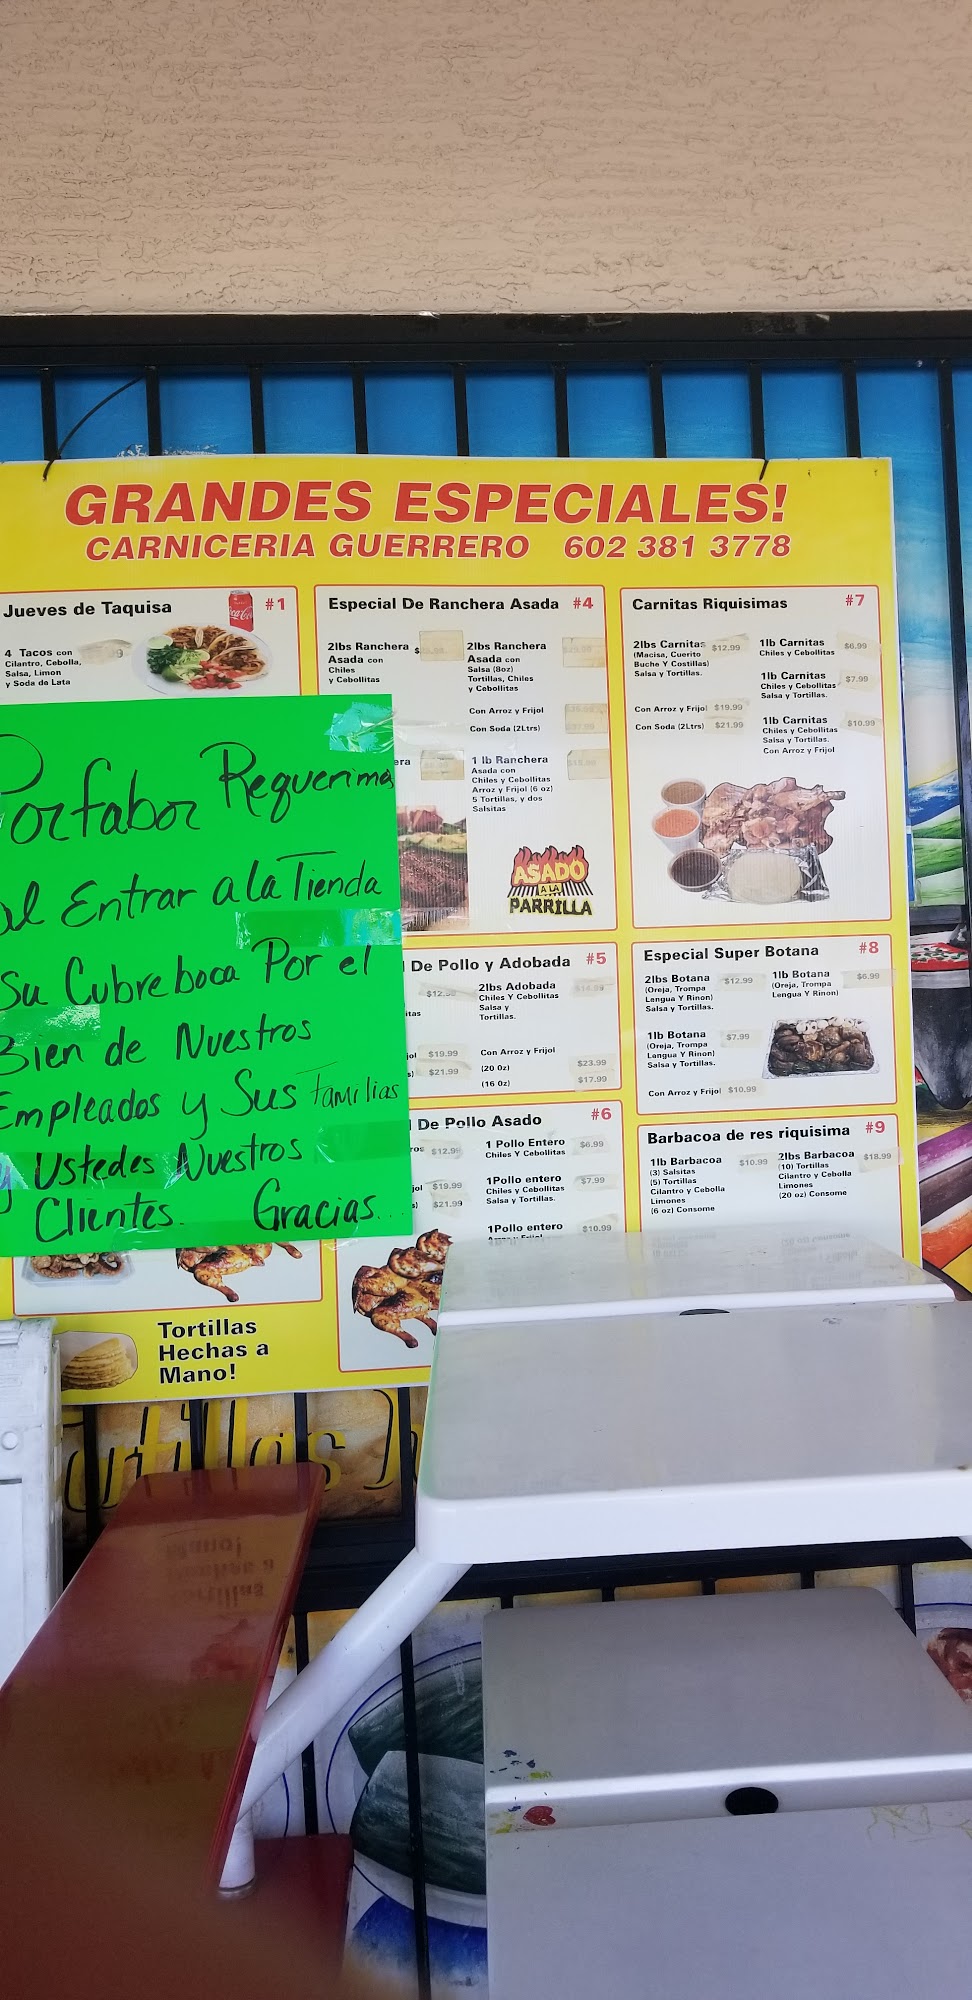 GRANDES ESPECIALES!
CARNICERIA GUERRERO 602 381 3778
Jueves de Taquisa #1
4 Tacos con
Cilantro, Cebolla,
Salsa, Limon
y Soda de Lata
Porfabor Requerimos
al Entrar a la Tienda
Su Cubreboca Por el
Bien de Nuestros
Empleados y Sus Familias
y Ustedes Nuestros
Clientes. Gracias...
Tortillas
Hechas a
Mano!
Especial De Ranchera Asada #4
2lbs Ranchera
Asada con
Chiles
y Cebollitas
2lbs Ranchera
Asada con
Salsa (8oz)
Tortillas, Chiles
y Cebollitas
Con Arroz y Frijol
Con Soda (2Ltrs)
1 lb Ranchera
Asada con
Chiles y Cebollitas
Arroz y Frijol (6 oz)
5 Tortillas, y dos
Salsitas
ASADO
A LA
PARRILLA
De Pollo y Adobada #5
2lbs Adobada
Chiles Y Cebollitas
Salsa y
Tortillas.
$19.99
$21.99
Con Arroz y Frijol
(20 Oz) $23.99
(16 Oz) $17.99
De Pollo Asado #6
$12.99
$19.99
$21.99
1 Pollo Entero $6.99
Chiles Y Cebollitas
1Pollo entero $7.99
Chiles y Cebollitas
Salsa y Tortillas.
1Pollo entero $10.99
Carnitas Riquisimas #7
2lbs Carnitas $12.99
(Macisa, Cuerito
Buche Y Costillas)
Salsa y Tortillas.
Con Arroz y Frijol $19.99
Con Soda (2Ltrs) $21.99
1lb Carnitas $6.99
Chiles y Cebollitas
1lb Carnitas $7.99
Chiles y Cebollitas
Salsa y Tortillas.
1lb Carnitas $10.99
Chiles y Cebollitas
Salsa y Tortillas.
Con Arroz y Frijol
Especial Super Botana #8
2lbs Botana $12.99
(Oreja, Trompa
Lengua Y Rinon)
Salsa y Tortillas.
1lb Botana $6.99
(Oreja, Trompa
Lengua Y Rinon)
1lb Botana $7.99
(Oreja, Trompa
Lengua Y Rinon)
Salsa y Tortillas.
Con Arroz y Frijol $10.99
Barbacoa de res riquisima #9
1lb Barbacoa $10.99
(3) Salsitas
(5) Tortillas
Cilantro y Cebolla
Limones
(6 oz) Consome
2lbs Barbacoa $18.99
(10) Tortillas
Cilantro y Cebolla
Limones
(20 oz) Consome